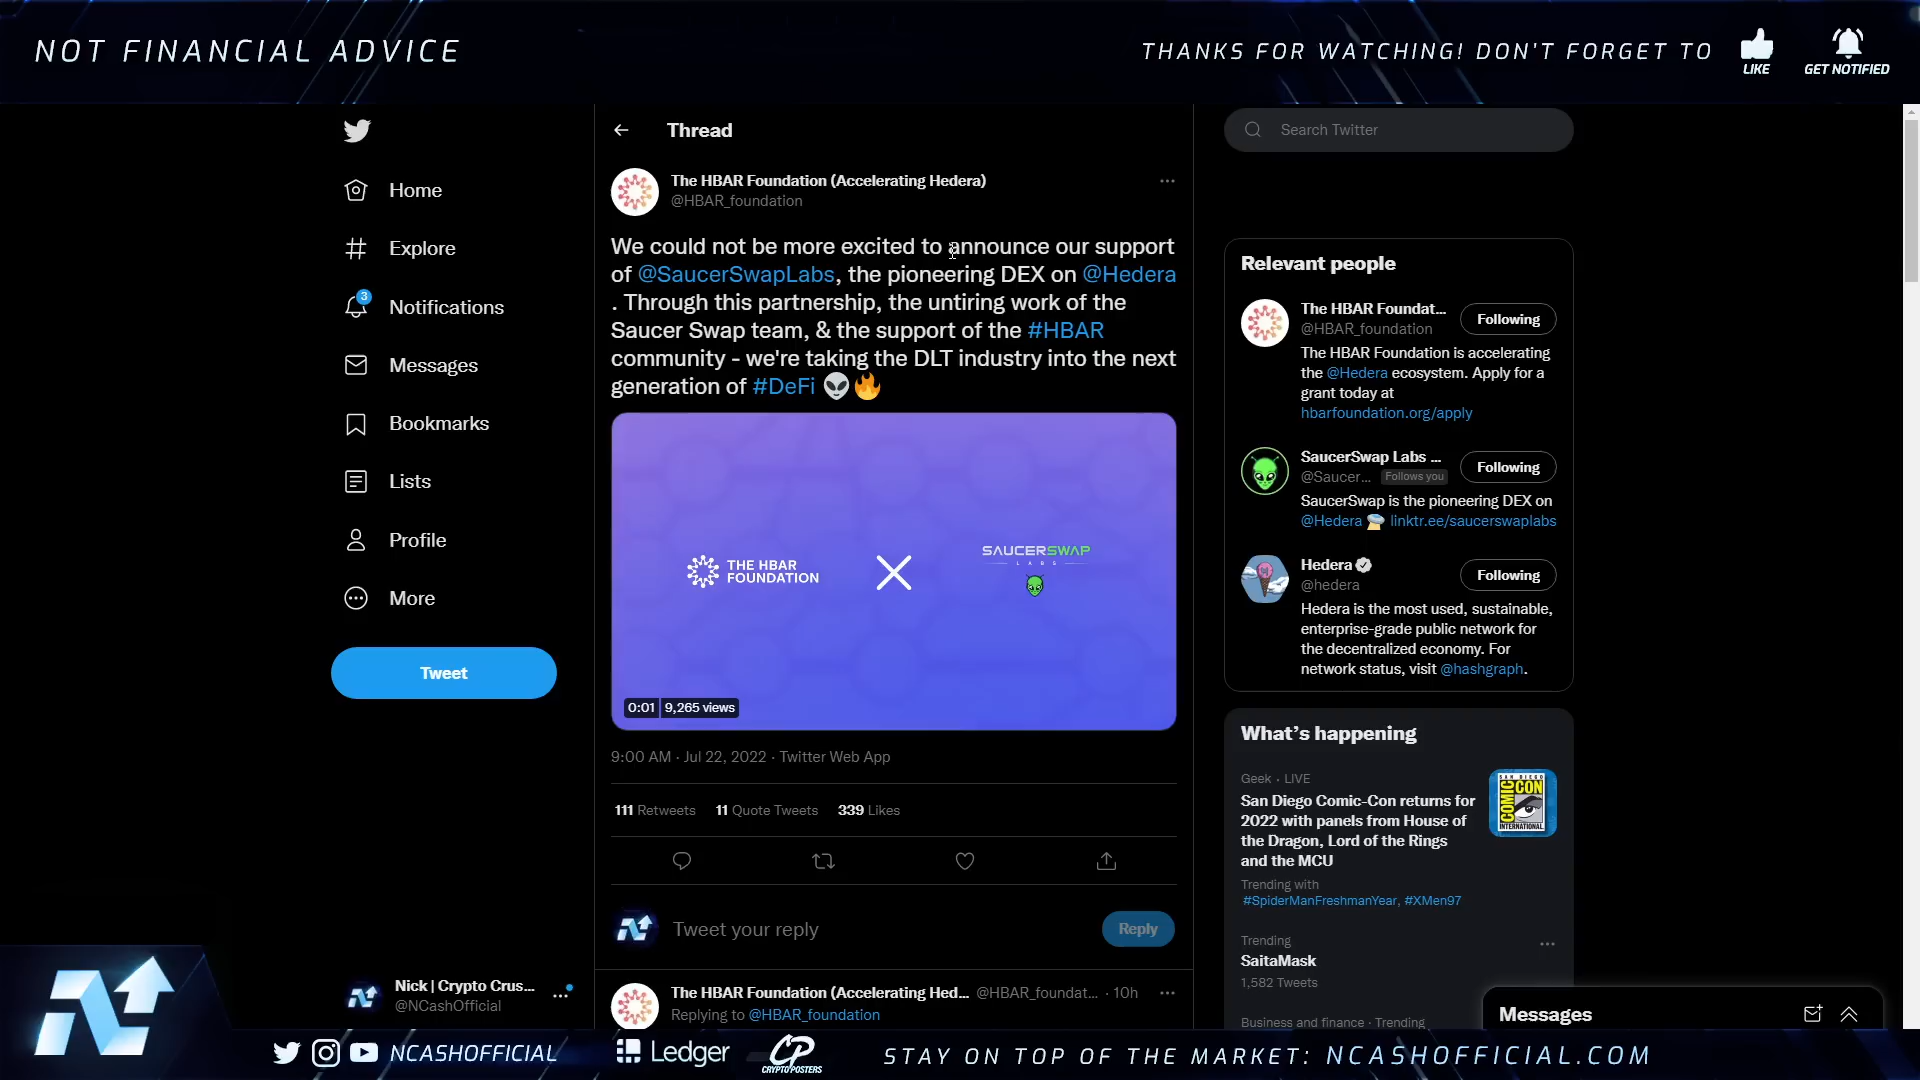 NOT FINANCIAL ADVICE
THANKS FOR WATCHING! DON'T FORGET TO
LIKE
GET NOTIFIED
Home
Explore
3
Notifications
Messages
Bookmarks
Lists
Profile
More
Tweet
Nick | Crypto Crus...
@NCashOfficial
Thread
The HBAR Foundation (Accelerating Hedera)
@HBAR_foundation
We could not be more excited to announce our support
of @SaucerSwapLabs, the pioneering DEX on @Hedera
. Through this partnership, the untiring work of the
Saucer Swap team, & the support of the #HBAR
community - we're taking the DLT industry into the next
generation of #DeFi 👽🔥
THE HBAR
FOUNDATION
SAUCERSWAP
LABS
0:01 9,265 views
9:00 AM · Jul 22, 2022 · Twitter Web App
111 Retweets 11 Quote Tweets 339 Likes
Tweet your reply
Reply
The HBAR Foundation (Accelerating Hed... @HBAR_foundat... · 10h
Replying to @HBAR_foundation
Search Twitter
Relevant people
The HBAR Foundat...
@HBAR_foundation
Following
The HBAR Foundation is accelerating
the @Hedera ecosystem. Apply for a
grant today at
hbarfoundation.org/apply
SaucerSwap Labs ...
@Saucer... Follows you
Following
SaucerSwap is the pioneering DEX on
@Hedera 🛸 linktr.ee/saucerswaplabs
Hedera
@hedera
Following
Hedera is the most used, sustainable,
enterprise-grade public network for
the decentralized economy. For
network status, visit @hashgraph.
What's happening
Geek · LIVE
San Diego Comic-Con returns for
2022 with panels from House of
the Dragon, Lord of the Rings
and the MCU
SAN DIEGO
COMIC CON
INTERNATIONAL
Trending with
#SpiderManFreshmanYear, #XMen97
Trending
SaitaMask
1,582 Tweets
Business and finance · Trending
Messages
NCASHOFFICIAL
Ledger
CP
CRYPTOPOSTERS
STAY ON TOP OF THE MARKET: NCASHOFFICIAL.COM